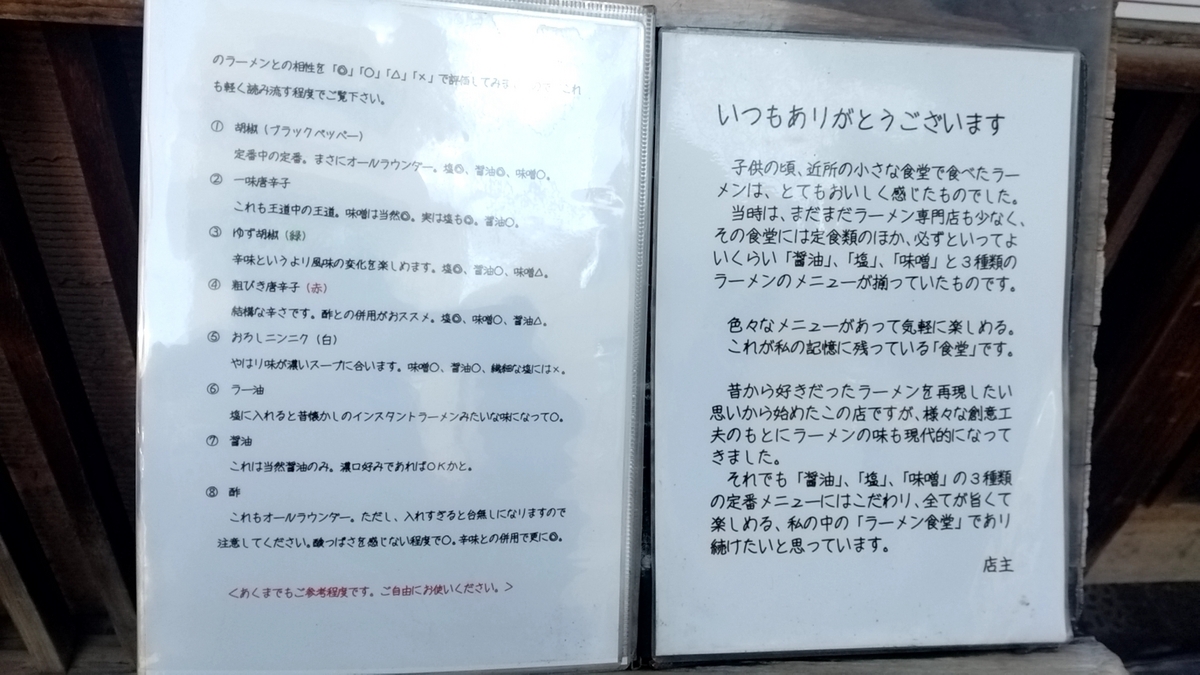 のラーメンとの相性を「◎」「○」「△」「×」で評価してみま これ
も軽く読み流す程度でご覧下さい。
① 胡椒（ブラックペッパー）
定番中の定番。まさにオールラウンダー。塩◎、醤油◎、味噌○。
② 一味唐辛子
これも王道中の王道。味噌は当然◎。実は塩も◎。醤油○。
③ ゆず胡椒（緑）
辛味というより風味の変化を楽しめます。塩◎、醤油○、味噌△。
④ 粗びき唐辛子（赤）
結構な辛さです。酢との併用がおススメ。塩◎、味噌○、醤油△。
⑤ おろしニンニク（白）
やはり味が濃いスープに合います。味噌○、醤油○、繊細な塩には×。
⑥ ラー油
塩に入れると昔懐かしのインスタントラーメンみたいな味になって○。
⑦ 醤油
これは当然醤油のみ。濃口好みであればOKかと。
⑧ 酢
これもオールラウンダー。ただし、入れすぎると台無しになりますので
注意してください。酸っぱさを感じない程度で○。辛味との併用で更に◎。
＜あくまでもご参考程度です。ご自由にお使いください。＞
いつもありがとうございます
子供の頃、近所の小さな食堂で食べたラー
メンは、とてもおいしく感じたものでした。
当時は、まだまだラーメン専門店も少なく、
その食堂には定食類のほか、必ずといってよ
いくらい「醤油」、「塩」、「味噌」と３種類の
ラーメンのメニューが揃っていたものです。
色々なメニューがあって気軽に楽しめる。
これが私の記憶に残っている「食堂」です。
昔から好きだったラーメンを再現したい
思いから始めたこの店ですが、様々な創意工
夫のもとにラーメンの味も現代的になって
きました。
それでも「醤油」、「塩」、「味噌」の３種類
の定番メニューにはこだわり、全てが旨くて
楽しめる、私の中の「ラーメン食堂」であり
続けたいと思っています。
店主